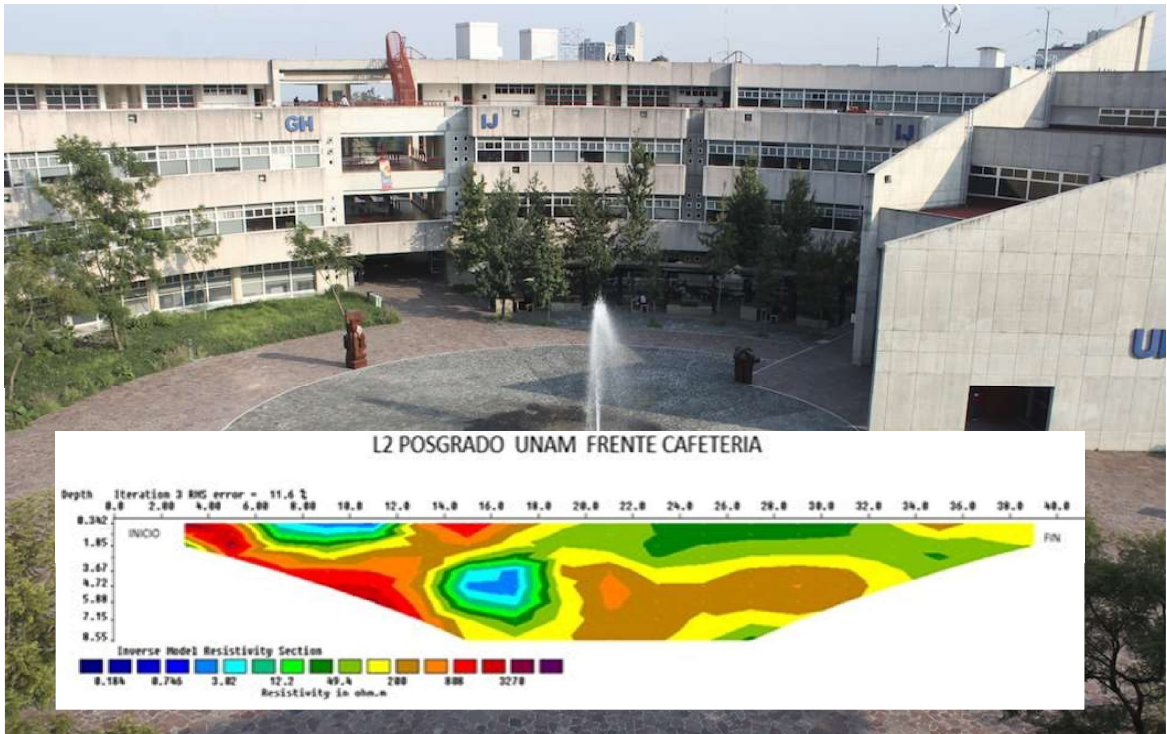 GH
IJ
IJ
UI
L2 POSGRADO UNAM FRENTE CAFETERIA
Depth Iteration 3 RMS error = 11.6 %
0.0 2.00 4.00 6.00 8.00 10.0 12.0 14.0 16.0 18.0 20.0 22.0 24.0 26.0 28.0 30.0 32.0 34.0 36.0 38.0 40.0
0.342
INICIO
FIN
1.85
3.67
4.72
5.88
7.15
8.55
Inverse Model Resistivity Section
0.184 0.746 3.02 12.2 49.4 200 808 3270
Resistivity in ohm.m